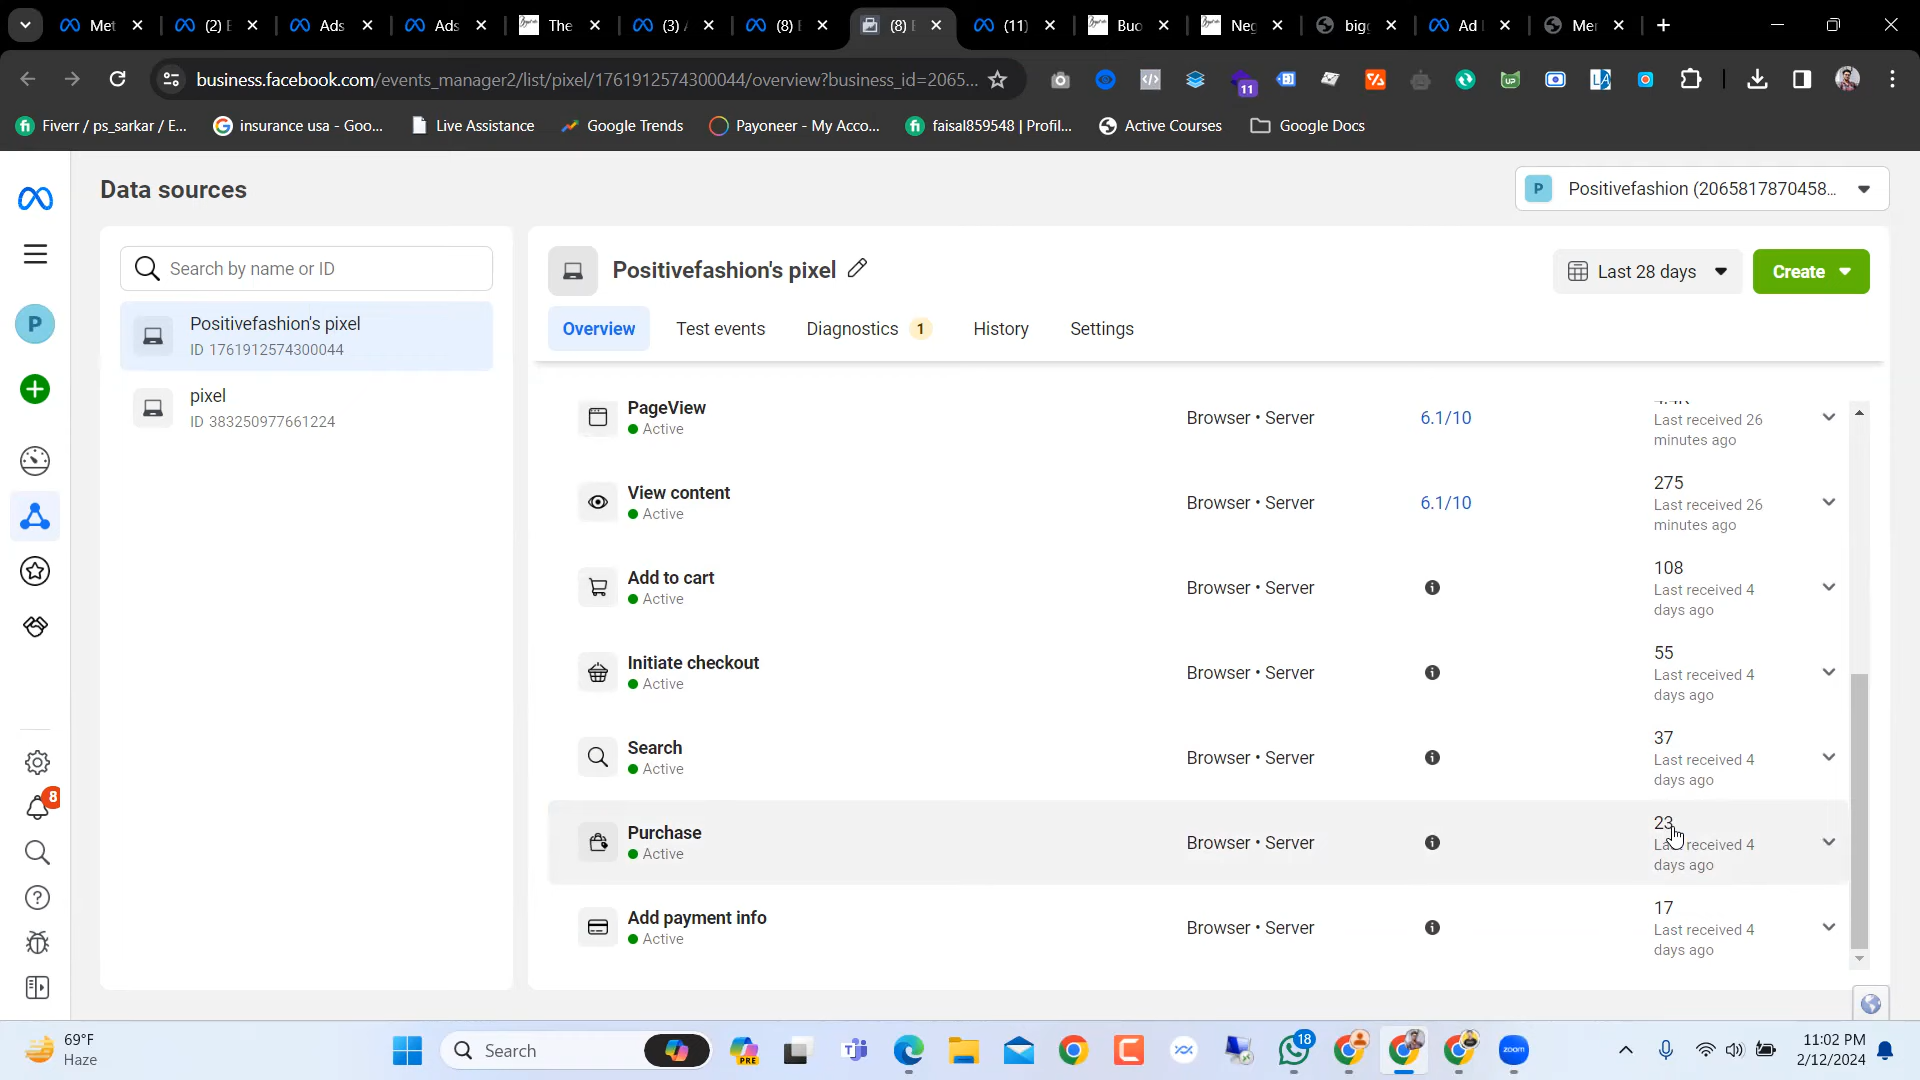 Met
(2) E
Ads
Ads
The
(3) A
(8) E
(8) E
(11)
Buo
Neg
big
Ad
Mer
business.facebook.com/events_manager2/list/pixel/1761912574300044/overview?business_id=2065...
11
Fiverr / ps_sarkar / E...
insurance usa - Goo...
Live Assistance
Google Trends
Payoneer - My Acco...
faisal859548 | Profil...
Active Courses
Google Docs
Data sources
P
Positivefashion (2065817870458...
Search by name or ID
Positivefashion's pixel
ID 1761912574300044
pixel
ID 383250977661224
P
8
Positivefashion's pixel
Last 28 days
Create
Overview
Test events
Diagnostics 1
History
Settings
PageView
Active
Browser • Server
6.1/10
Last received 26
minutes ago
View content
Active
Browser • Server
6.1/10
275
Last received 26
minutes ago
Add to cart
Active
Browser • Server
108
Last received 4
days ago
Initiate checkout
Active
Browser • Server
55
Last received 4
days ago
Search
Active
Browser • Server
37
Last received 4
days ago
Purchase
Active
Browser • Server
23
Last received 4
days ago
Add payment info
Active
Browser • Server
17
Last received 4
days ago
69°F
Haze
Search
PRE
18
zoom
11:02 PM
2/12/2024